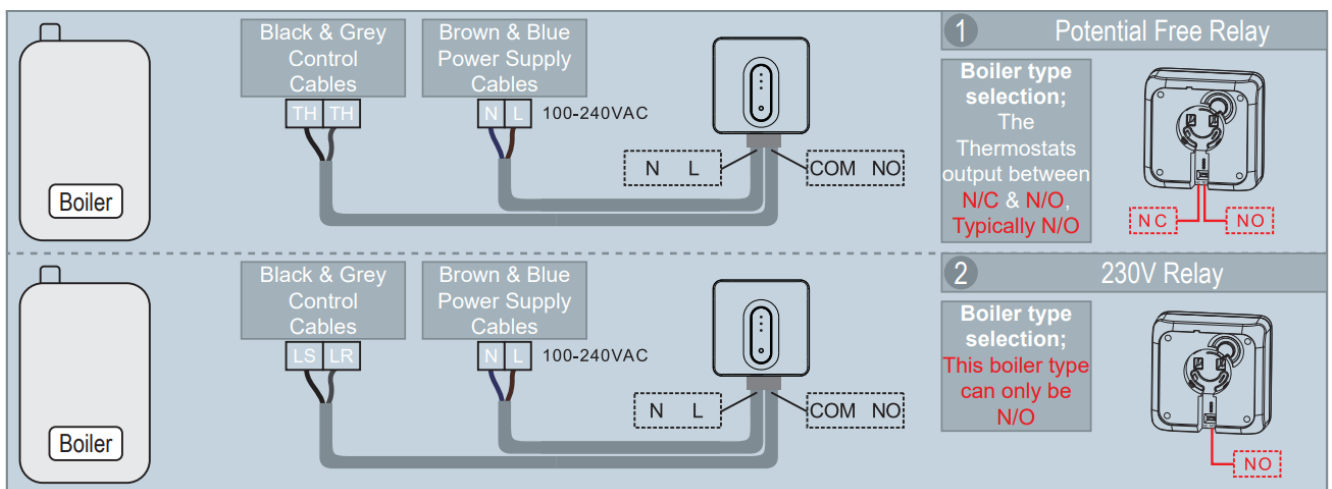 Black & Grey
Control
Cables
TH TH
Brown & Blue
Power Supply
Cables
N L
100-240VAC
N L
COM NO
Boiler
1 Potential Free Relay
Boiler type
selection;
The
Thermostats
output between
N/C & N/O,
Typically N/O
NC
NO
Black & Grey
Control
Cables
LS LR
Brown & Blue
Power Supply
Cables
N L
100-240VAC
N L
COM NO
Boiler
2 230V Relay
Boiler type
selection;
This boiler type
can only be
N/O
NO